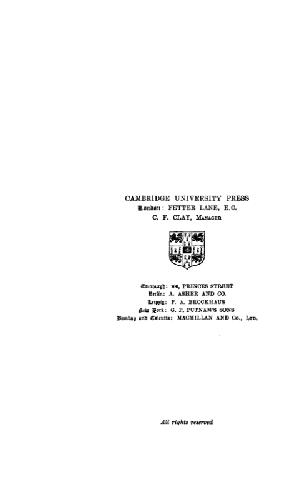 CAMBRIDGE UNIVERSITY PRESS
London: FETTER LANE, E.C.
C. F. CLAY, Manager
Edinburgh: 100, PRINCES STREET
Berlin: A. ASHER AND CO.
Leipzig: F. A. BROCKHAUS
New York: G. P. PUTNAM'S SONS
Bombay and Calcutta: MACMILLAN AND Co., Ltd.
All rights reserved